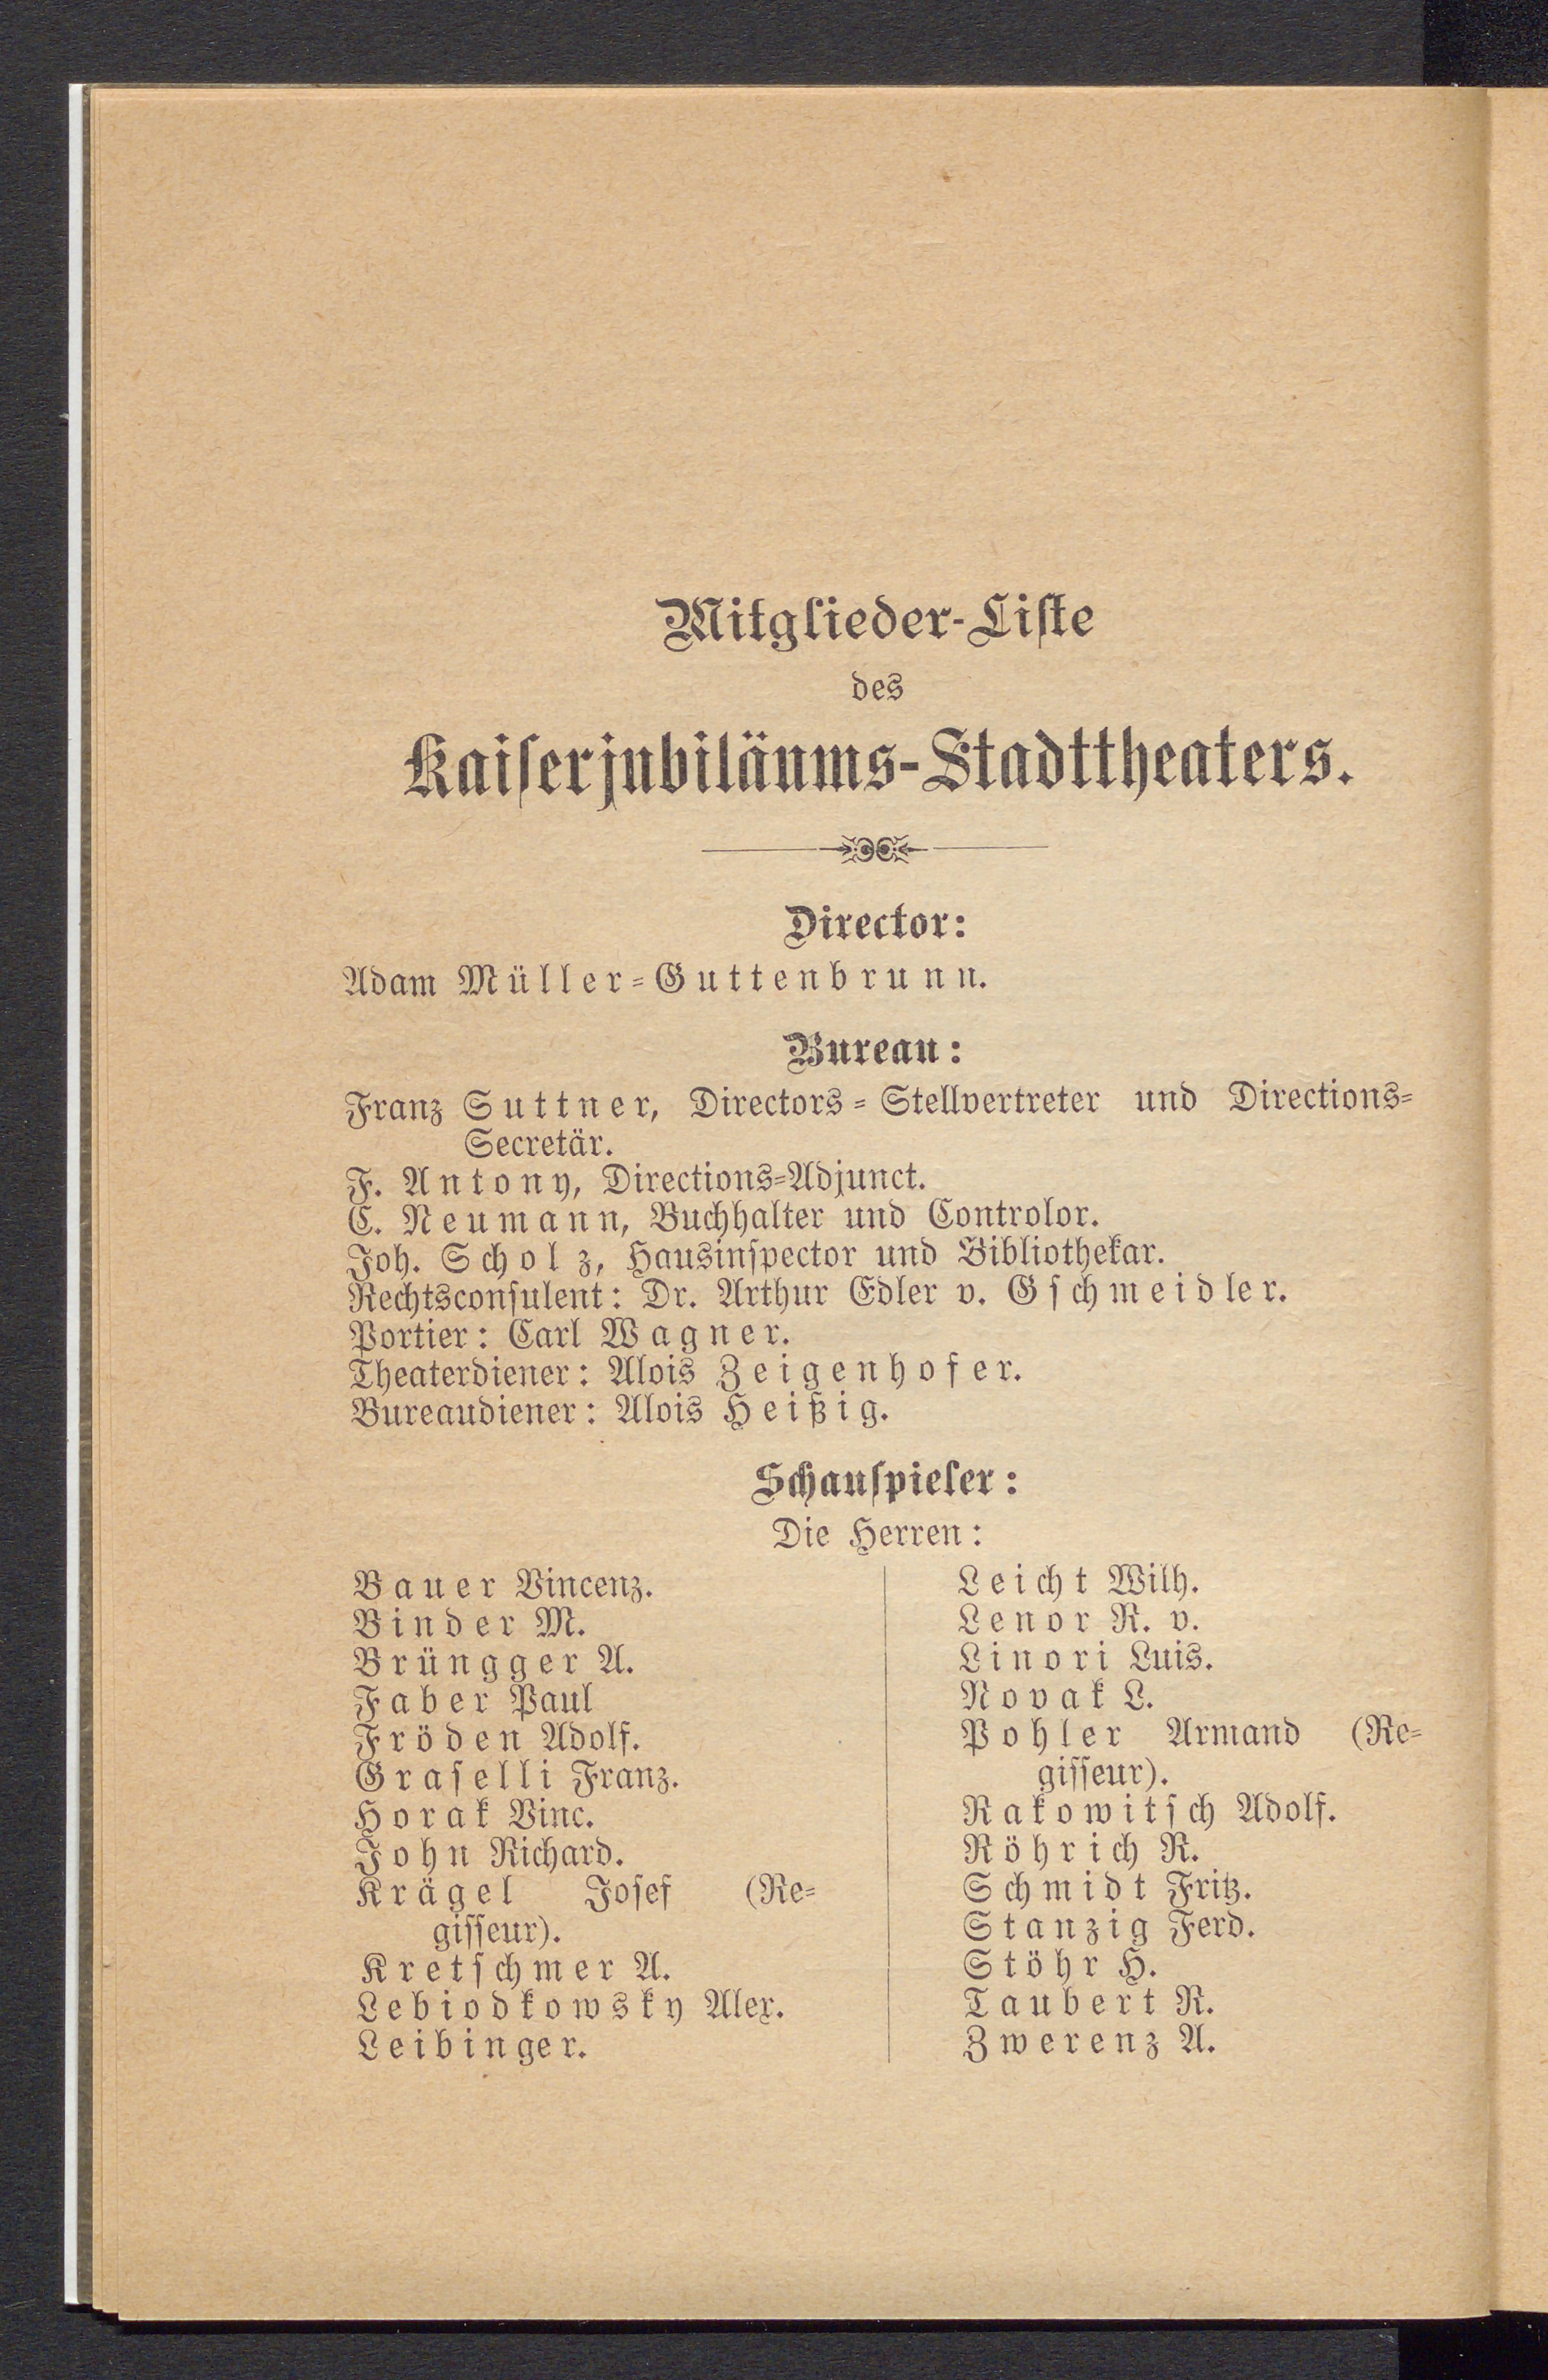 Mitglieder-Liste
des
Kaiserjubiläums-Stadttheaters.
Director:
Adam Müller-Guttenbrunn.
Bureau:
Franz Suttner, Directors-Stellvertreter und Directions-
Secretär.
F. Antony, Directions-Adjunct.
C. Neumann, Buchhalter und Controlor.
Joh. Scholz, Hausinspector und Bibliothekar.
Rechtsconsulent: Dr. Arthur Edler v. Gschmeidler.
Portier: Carl Wagner.
Theaterdiener: Alois Zeigenhofer.
Bureaudiener: Alois Heißig.
Schauspieler:
Die Herren:
Bauer Vincenz.
Binder M.
Brüngger A.
Faber Paul
Fröden Adolf.
Graselli Franz.
Horak Vinc.
John Richard.
Krägel Josef (Re-
gisseur).
Kretschmer A.
Lebiodkowsky Alex.
Leibinger.
Leicht Wilh.
Lenor R. v.
Linori Luis.
Novak L.
Pohler Armand (Re-
gisseur).
Rakowitsch Adolf.
Röhrich R.
Schmidt Fritz.
Stanzig Ferd.
Stöhr H.
Taubert R.
Zwerenz A.